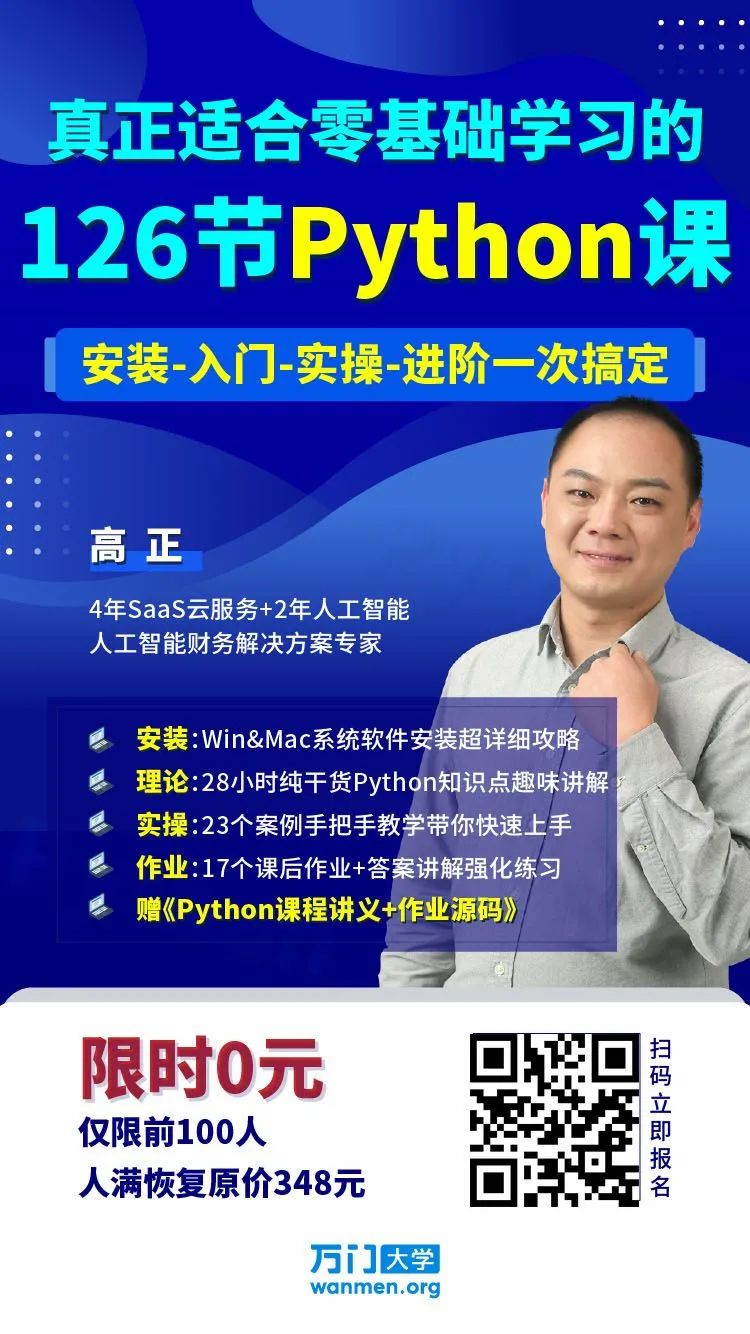 真正适合零基础学习的
126节Python课
安装-入门-实操-进阶一次搞定
高 正
4年SaaS云服务+2年人工智能
人工智能财务解决方案专家
安装:Win&Mac系统软件安装超详细攻略
理论:28小时纯干货Python知识点趣味讲解
实操:23个案例手把手教学带你快速上手
作业:17个课后作业+答案讲解强化练习
赠《Python课程讲义+作业源码》
限时0元
仅限前100人
人满恢复原价348元
扫码立即报名
万门大学
wanmen.org